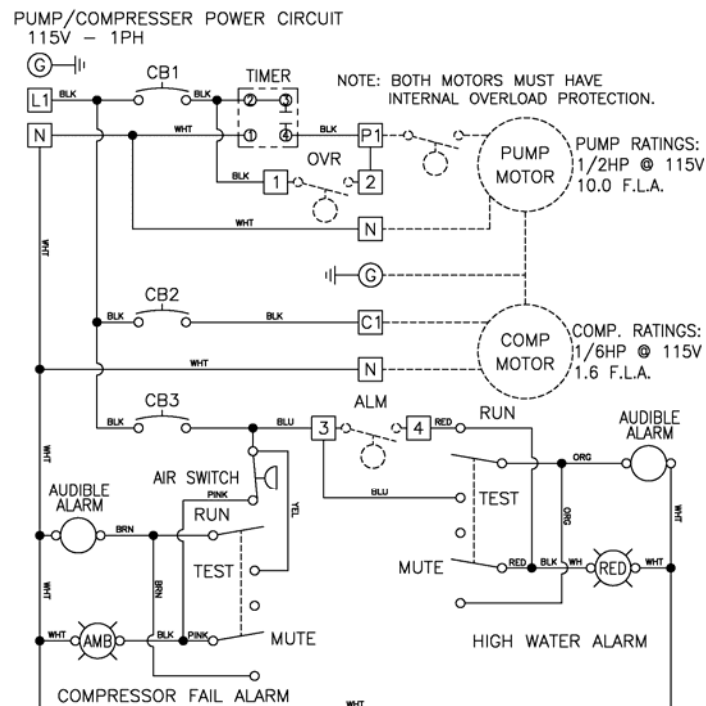 PUMP/COMPRESSER POWER CIRCUIT
115V - 1PH
G
CB1
TIMER
NOTE: BOTH MOTORS MUST HAVE
INTERNAL OVERLOAD PROTECTION.
L1
BLK
BLK
2
3
N
WHT
1
4
BLK
P1
PUMP
MOTOR
PUMP RATINGS:
1/2HP @ 115V
10.0 F.L.A.
OVR
BLK
1
2
WHT
N
WHT
G
CB2
BLK
BLK
C1
COMP
MOTOR
COMP. RATINGS:
1/6HP @ 115V
1.6 F.L.A.
WHT
N
CB3
ALM
RUN
AUDIBLE
ALARM
BLK
BLU
3
4
RED
ORG
WHT
AIR SWITCH
PINK
YEL
BLU
TEST
ORG
WHT
AUDIBLE
ALARM
RUN
BRN
TEST
MUTE
RED
BLK
WH
RED
WHT
WHT
BRN
WHT
AMB
BLK
PINK
MUTE
HIGH WATER ALARM
COMPRESSOR FAIL ALARM
WHT